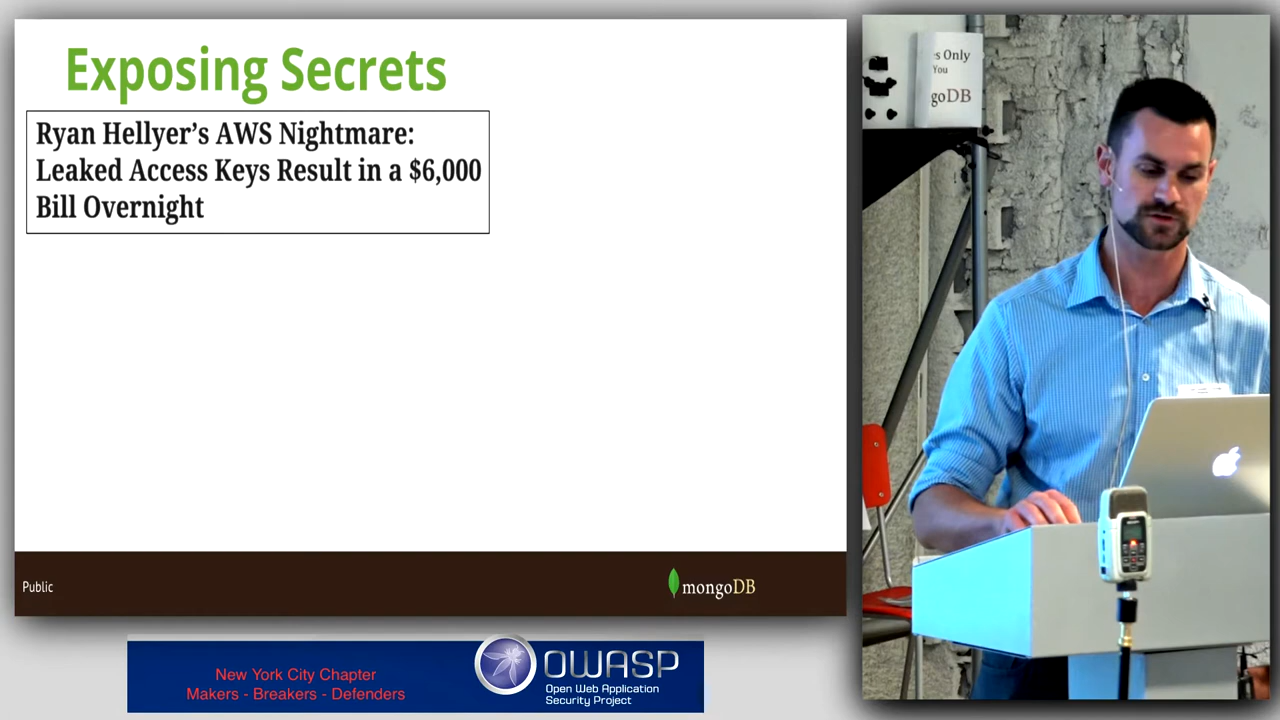 Exposing Secrets
Ryan Hellyer's AWS Nightmare:
Leaked Access Keys Result in a $6,000
Bill Overnight
Public
mongoDB
New York City Chapter
Makers - Breakers - Defenders
OWASP
Open Web Application
Security Project
s Only
You
goDB